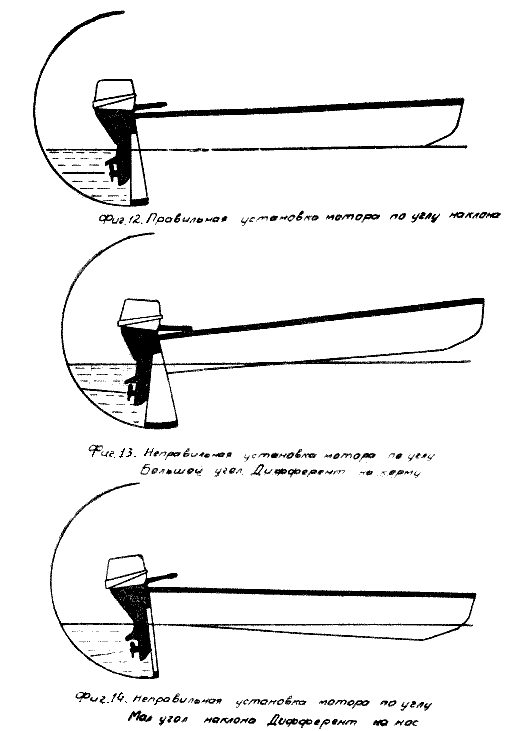 Фиг.12. Правильная установка мотора по углу наклона
Фиг.13. Неправильная установка мотора по углу
Большой угол. Дифферент на корму
Фиг.14. Неправильная установка мотора по углу
Мал угол наклона Дифферент на нос